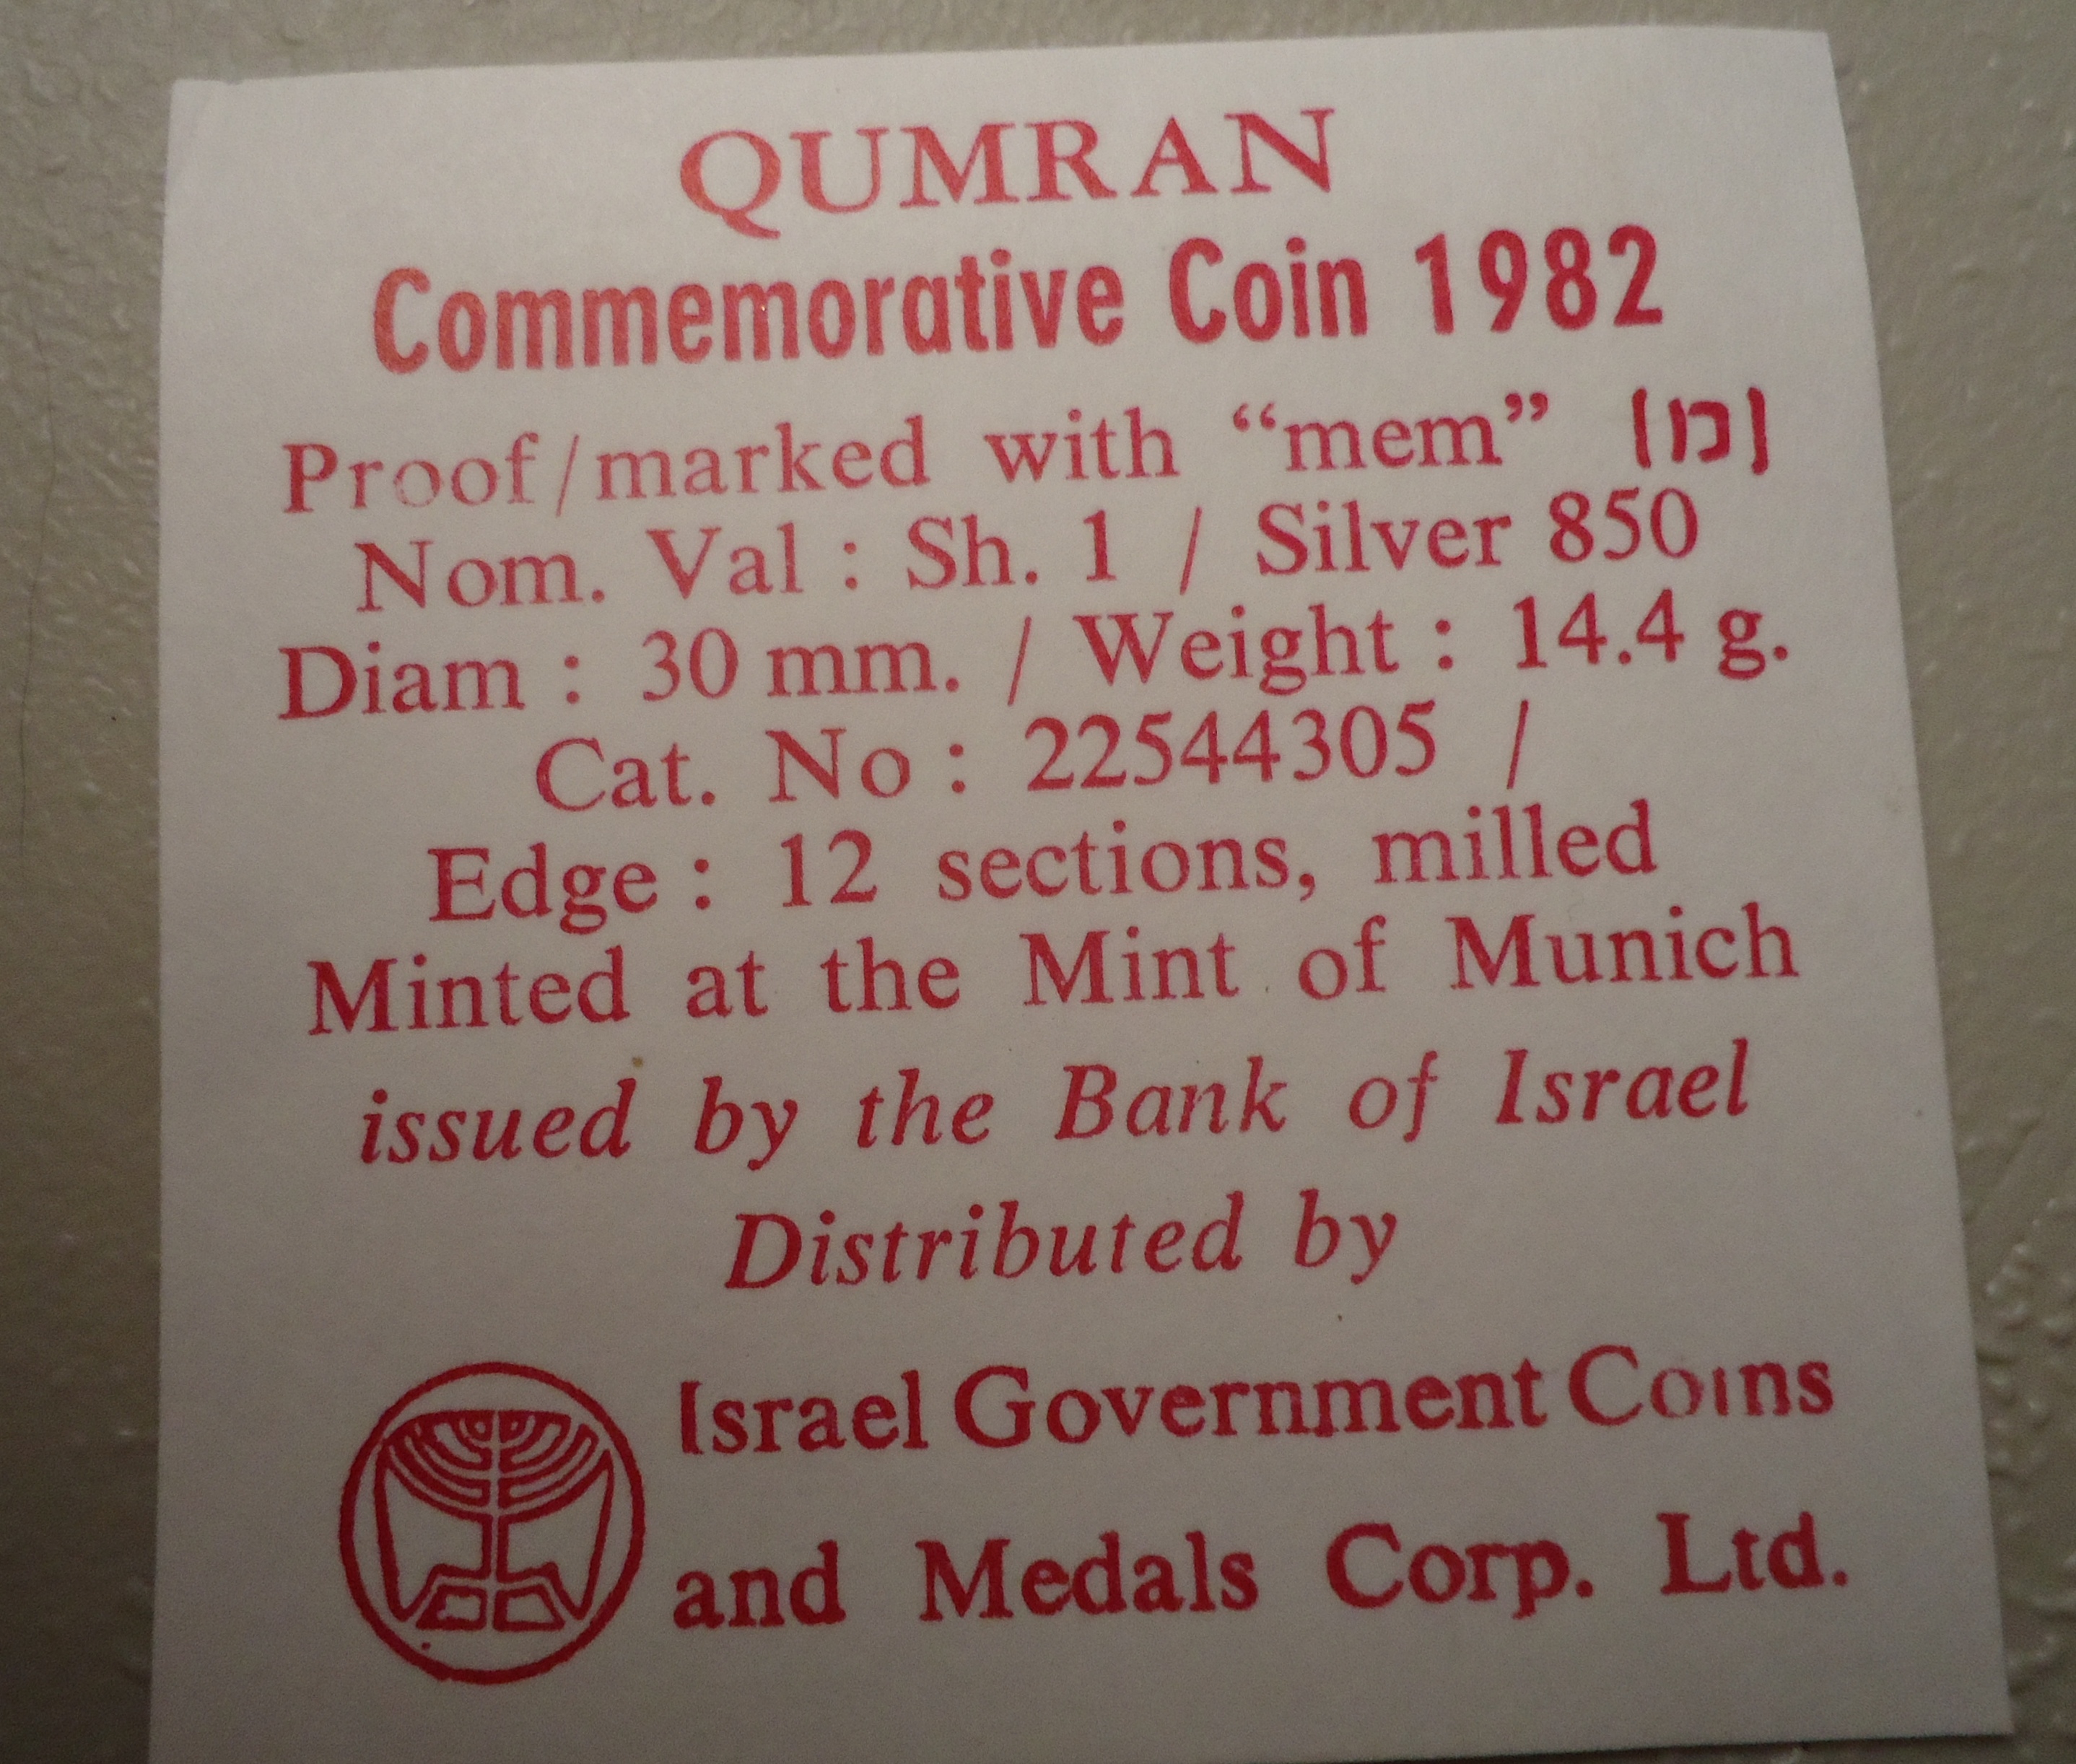 QUMRAN
Commemorative Coin 1982
Proof/marked with “mem” (מ)
Nom. Val : Sh. 1 / Silver 850
Diam : 30 mm. / Weight : 14.4 g.
Cat. No : 22544305 /
Edge : 12 sections, milled
Minted at the Mint of Munich
issued by the Bank of Israel
Distributed by
Israel Government Coins
and Medals Corp. Ltd.